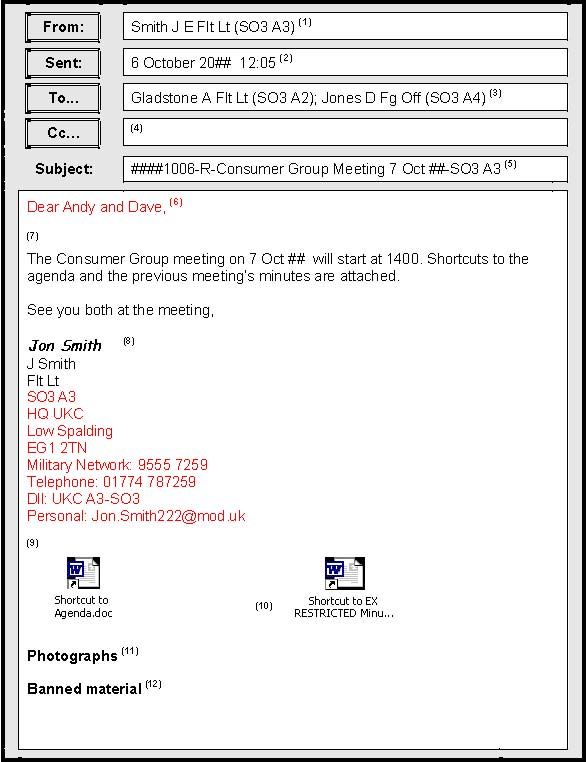 From: Smith J E Flt Lt (SO3 A3) (1)
Sent: 6 October 20## 12:05 (2)
To... Gladstone A Flt Lt (SO3 A2); Jones D Fg Off (SO3 A4) (3)
Cc... (4)
Subject: ####1006-R-Consumer Group Meeting 7 Oct ##-SO3 A3 (5)
Dear Andy and Dave, (6)
(7)
The Consumer Group meeting on 7 Oct ## will start at 1400. Shortcuts to the
agenda and the previous meeting's minutes are attached.
See you both at the meeting,
Jon Smith (8)
J Smith
Flt Lt
SO3 A3
HQ UKC
Low Spalding
EG1 2TN
Military Network: 9555 7259
Telephone: 01774 787259
DII: UKC A3-SO3
Personal: Jon.Smith222@mod.uk
(9)
Shortcut to
Agenda.doc
(10)
Shortcut to EX
RESTRICTED Minu...
Photographs (11)
Banned material (12)